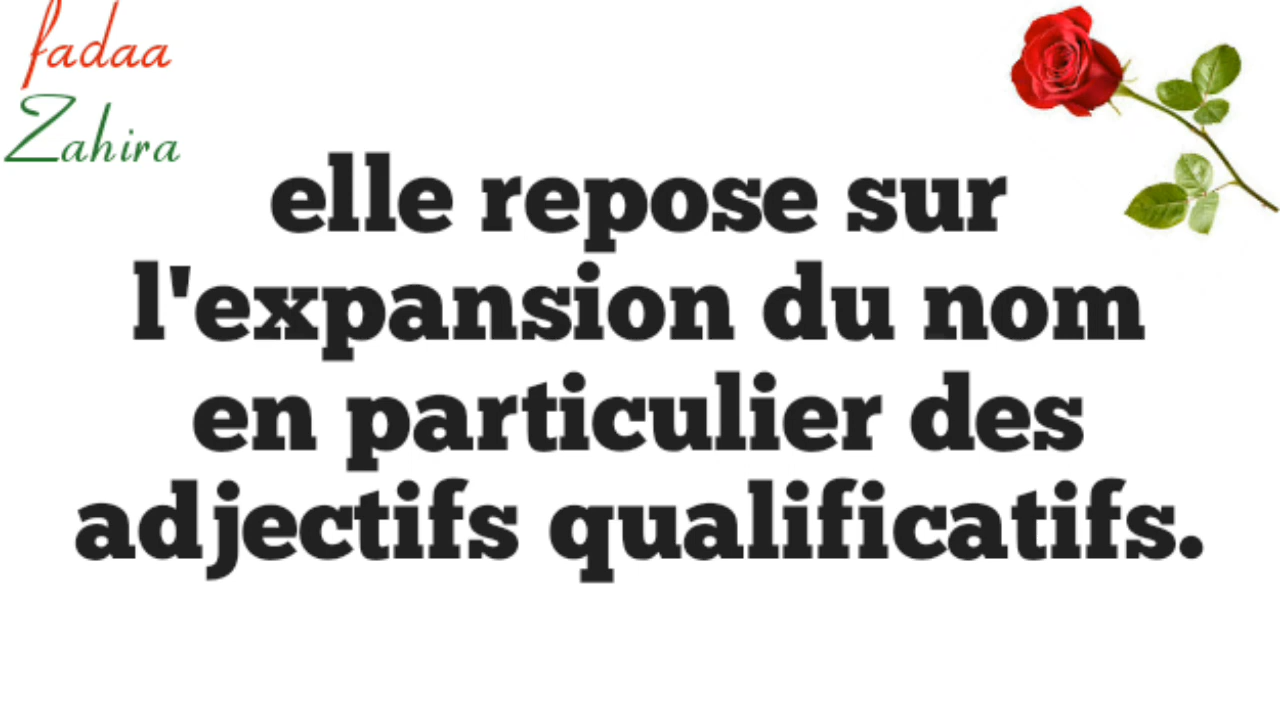 fadaa
Zahira
elle repose sur
l'expansion du nom
en particulier des
adjectifs qualificatifs.